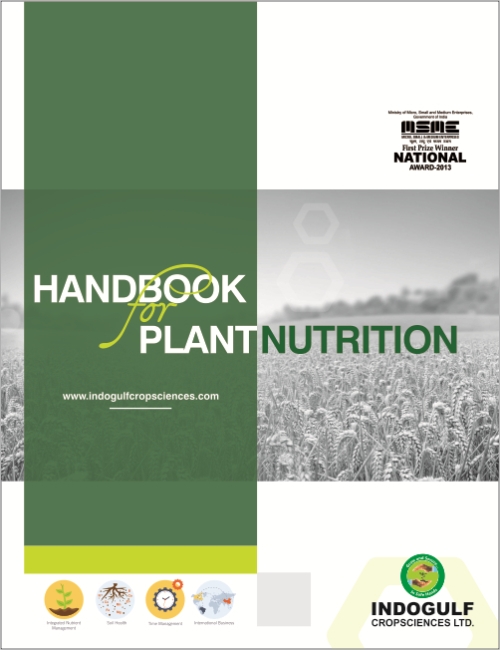 Ministry of Micro, Small and Medium Enterprises,
Government of India
MSME
First Prize Winner
NATIONAL
AWARD-2013
HANDBOOK
for
PLANT NUTRITION
www.indogulfcropsciences.com
Integrated Nutrient
Management
Soil Health
Time Management
International Business
INDOGULF
CROPSCIENCES LTD.